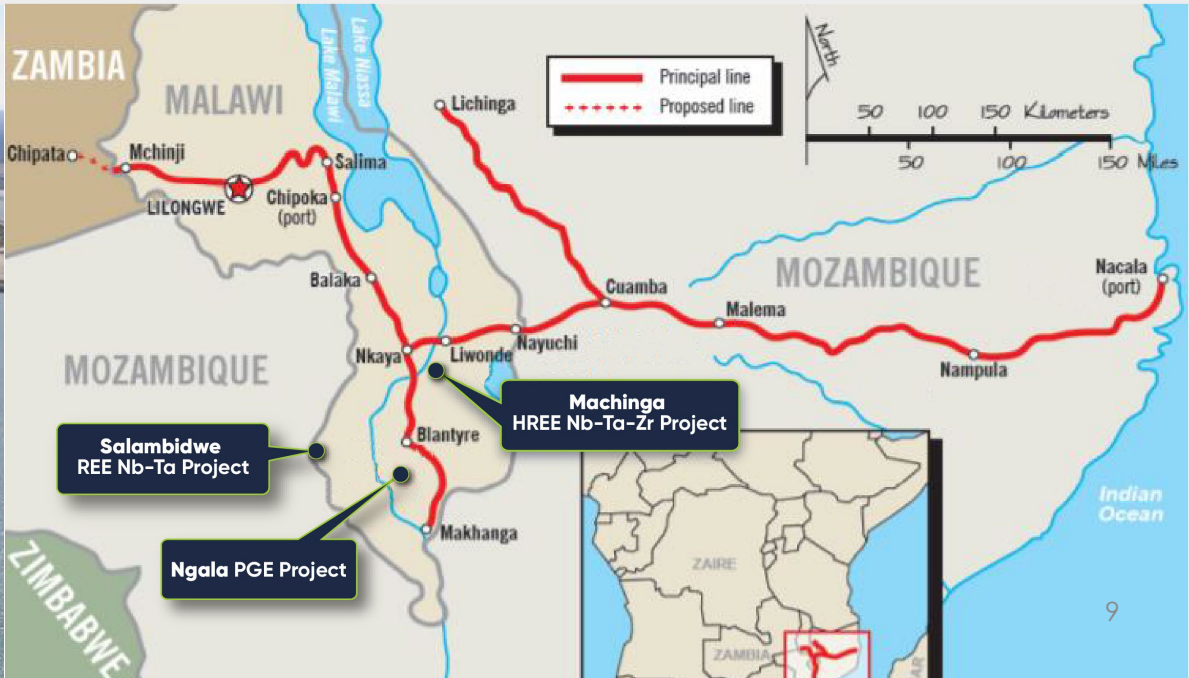 ZAMBIA
MALAWI
Lake Malawi
Lake Niassa
Principal line
Proposed line
North
50 100 150 Kilometers
50 100 150 Miles
Lichinga
Chipata
Mchinji
Salima
LILONGWE
Chipoka
(port)
Balaka
Cuamba
MOZAMBIQUE
Malema
Nacala
(port)
Nkaya
Liwonde
Nayuchi
Nampula
MOZAMBIQUE
Machinga
HREE Nb-Ta-Zr Project
Salambidwe
REE Nb-Ta Project
Blantyre
Makhanga
Ngala PGE Project
Indian
Ocean
ZIMBABWE
ZAIRE
ZAMBIA
AR
9